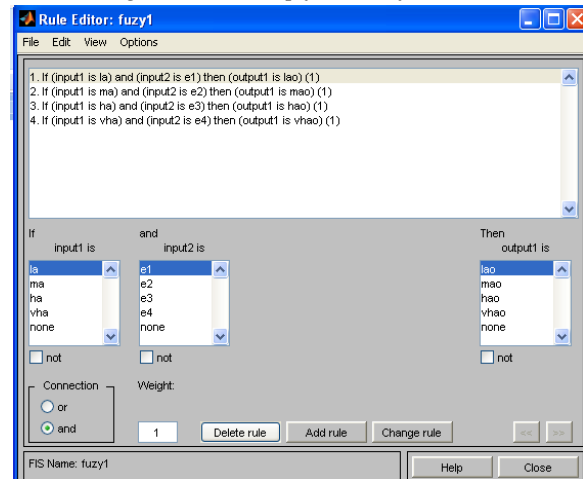 Rule Editor: fuzy1
File Edit View Options
1. If (input1 is la) and (input2 is e1) then (output1 is lao) (1)
2. If (input1 is ma) and (input2 is e2) then (output1 is mao) (1)
3. If (input1 is ha) and (input2 is e3) then (output1 is hao) (1)
4. If (input1 is vha) and (input2 is e4) then (output1 is vhao) (1)
If and Then
input1 is input2 is output1 is
la e1 lao
ma e2 mao
ha e3 hao
vha e4 vhao
none none none
not not not
Connection Weight:
or
and 1 Delete rule Add rule Change rule << >>
FIS Name: fuzy1 Help Close